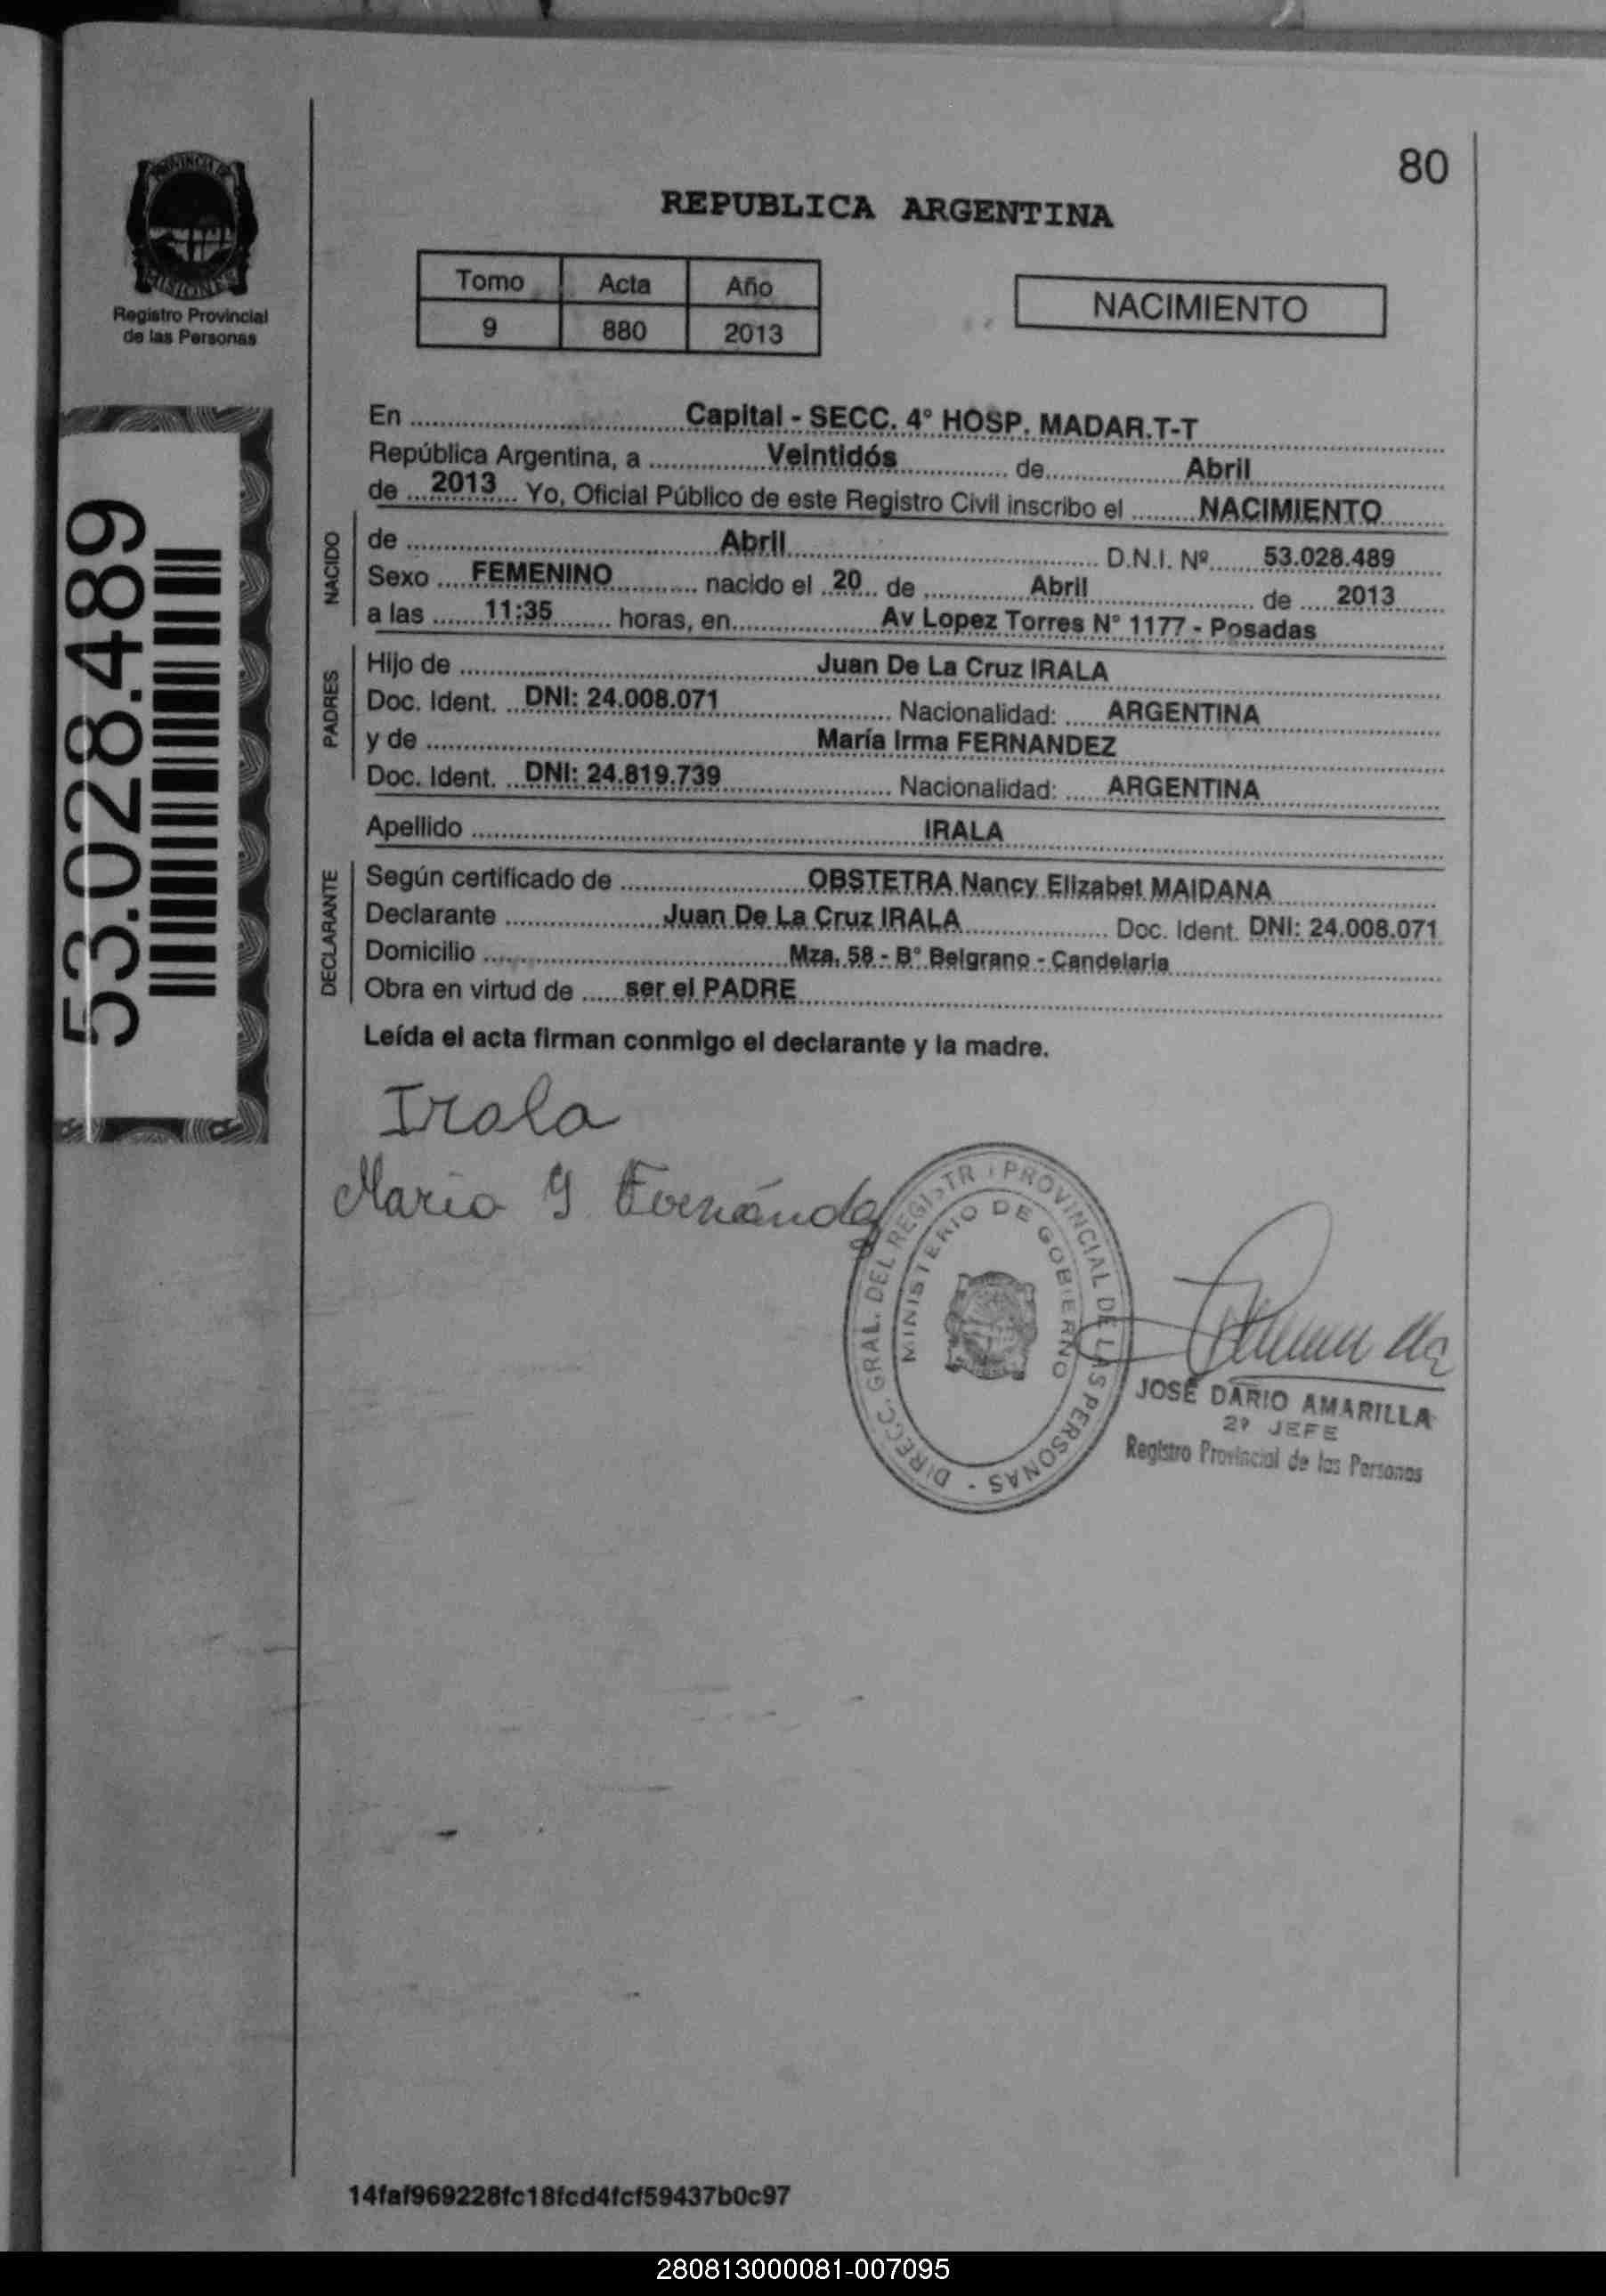 80
PROVINCIA DE
MISIONES
Registro Provincial
de las Personas
REPUBLICA ARGENTINA
Tomo Acta Año
9 880 2013
NACIMIENTO
53.028.489
En Capital - SECC. 4° HOSP. MADAR.T-T
República Argentina, a Veintidós de Abril
de 2013 Yo, Oficial Público de este Registro Civil inscribo el NACIMIENTO
NACIDO
de Abril D.N.I. Nº 53.028.489
Sexo FEMENINO nacido el 20 de Abril de 2013
a las 11:35 horas, en Av Lopez Torres N° 1177 - Posadas
PADRES
Hijo de Juan De La Cruz IRALA
Doc. Ident. DNI: 24.008.071 Nacionalidad: ARGENTINA
y de María Irma FERNANDEZ
Doc. Ident. DNI: 24.819.739 Nacionalidad: ARGENTINA
Apellido IRALA
DECLARANTE
Según certificado de OBSTETRA Nancy Elizabet MAIDANA
Declarante Juan De La Cruz IRALA Doc. Ident. DNI: 24.008.071
Domicilio Mza. 58 - B° Belgrano - Candelaria
Obra en virtud de ser el PADRE
Leída el acta firman conmigo el declarante y la madre.
Irala
Maria I Fernández
DIRECC. GRAL. DEL REGISTR PROVINCIAL DE LAS PERSONAS -
MINISTERIO DE GOBIERNO
JOSE DARIO AMARILLA
2º JEFE
Registro Provincial de las Personas
14faf969228fc18fcd4fcf59437b0c97
280813000081-007095